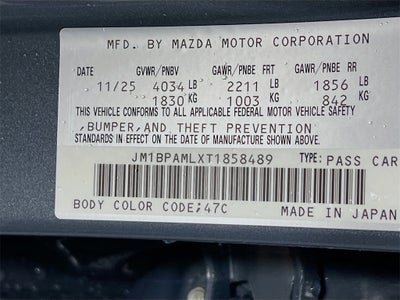 MFD. BY MAZDA MOTOR CORPORATION
GVWR/PNBV GAWR/PNBE FRT GAWR/PNBE RR
11/25 4034 LB 2211 LB 1856 LB
1830 KG 1003 KG 842 KG
THIS VEHICLE CONFORMS TO ALL APPLICABLE FEDERAL MOTOR VEHICLE SAFETY
,BUMPER,AND THEFT PREVENTION
STANDARDS IN EFFECT ON THE DATE OF MANUFACTURE SHOWN ABOVE.
JM1BPAMLXT1858489 TYPE: PASS CAR
BODY COLOR CODE;47C MADE IN JAPAN